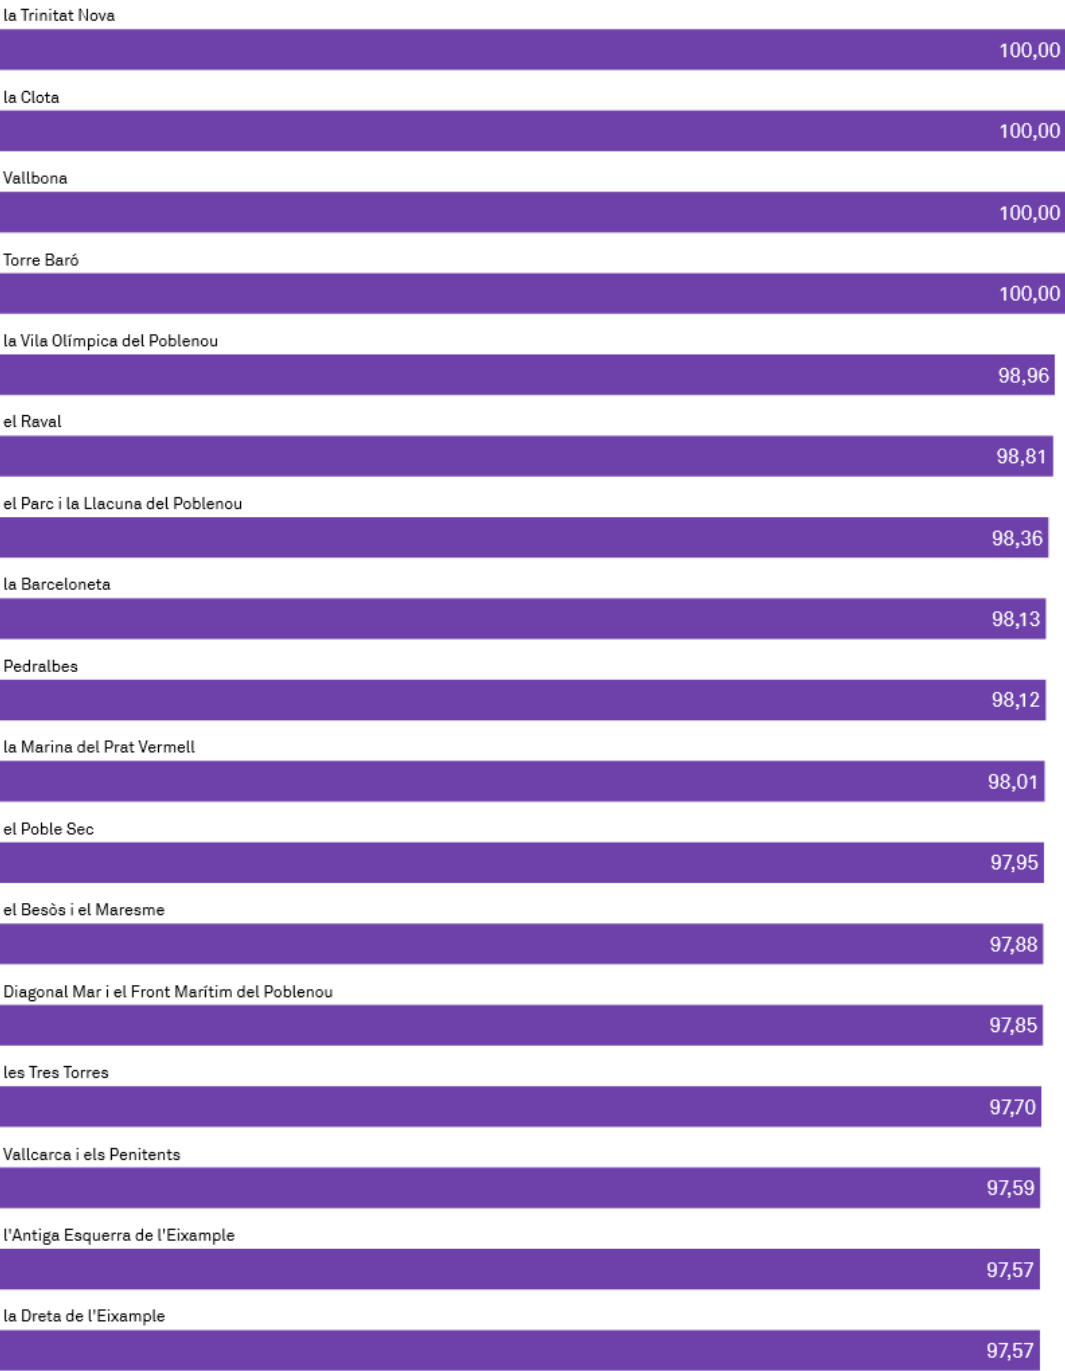 la Trinitat Nova
100,00
la Clota
100,00
Vallbona
100,00
Torre Baró
100,00
la Vila Olímpica del Poblenou
98,96
el Raval
98,81
el Parc i la Llacuna del Poblenou
98,36
la Barceloneta
98,13
Pedralbes
98,12
la Marina del Prat Vermell
98,01
el Poble Sec
97,95
el Besòs i el Maresme
97,88
Diagonal Mar i el Front Marítim del Poblenou
97,85
les Tres Torres
97,70
Vallcarca i els Penitents
97,59
l'Antiga Esquerra de l'Eixample
97,57
la Dreta de l'Eixample
97,57